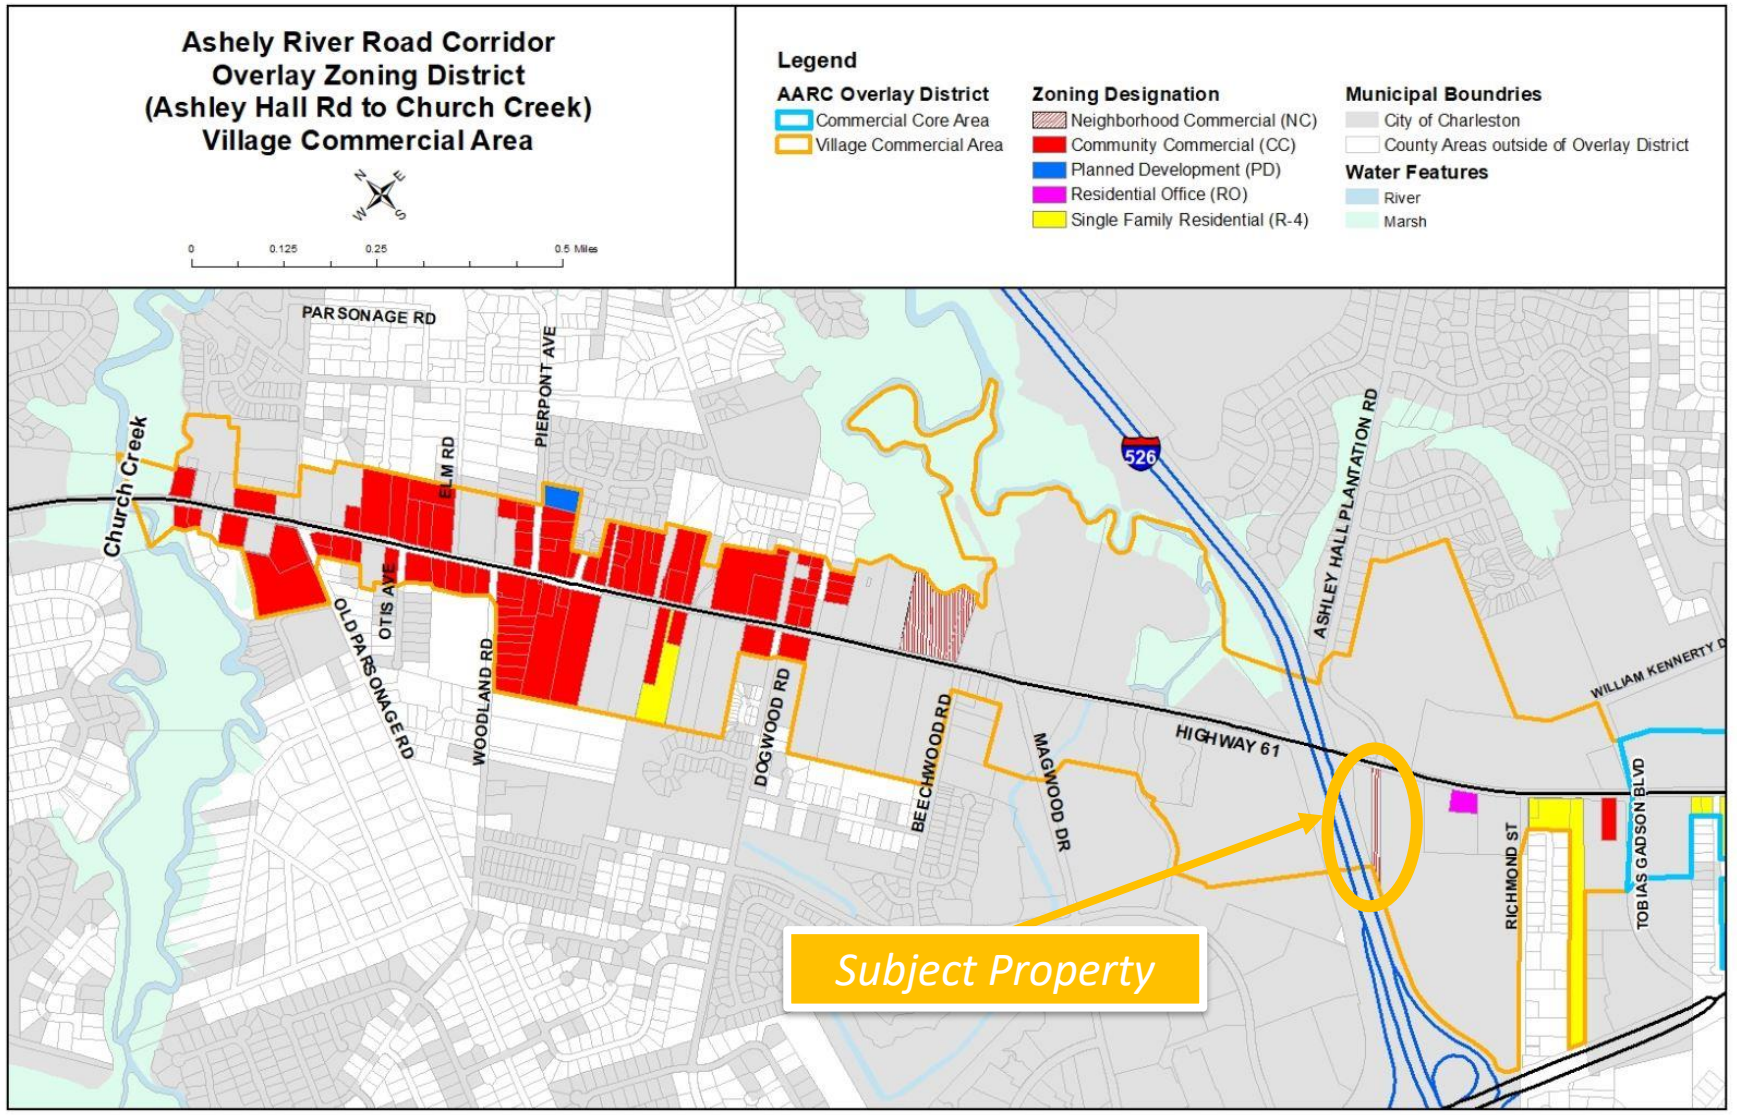 Ashely River Road Corridor
Overlay Zoning District
(Ashley Hall Rd to Church Creek)
Village Commercial Area
N
E
W
S
0
0.125
0.25
0.5 Miles
Legend
AARC Overlay District
Commercial Core Area
Village Commercial Area
Zoning Designation
Neighborhood Commercial (NC)
Community Commercial (CC)
Planned Development (PD)
Residential Office (RO)
Single Family Residential (R-4)
Municipal Boundries
City of Charleston
County Areas outside of Overlay District
Water Features
River
Marsh
PARSONAGE RD
PIERPONT AVE
ELM RD
Church Creek
526
ASHLEY HALL PLANTATION RD
OTIS AVE
OLD PARSONAGE RD
WOODLAND RD
DOGWOOD RD
BEECHWOOD RD
MAGWOOD DR
HIGHWAY 61
WILLIAM KENNERTY D
RICHMOND ST
TOBIAS GADSON BLVD
Subject Property